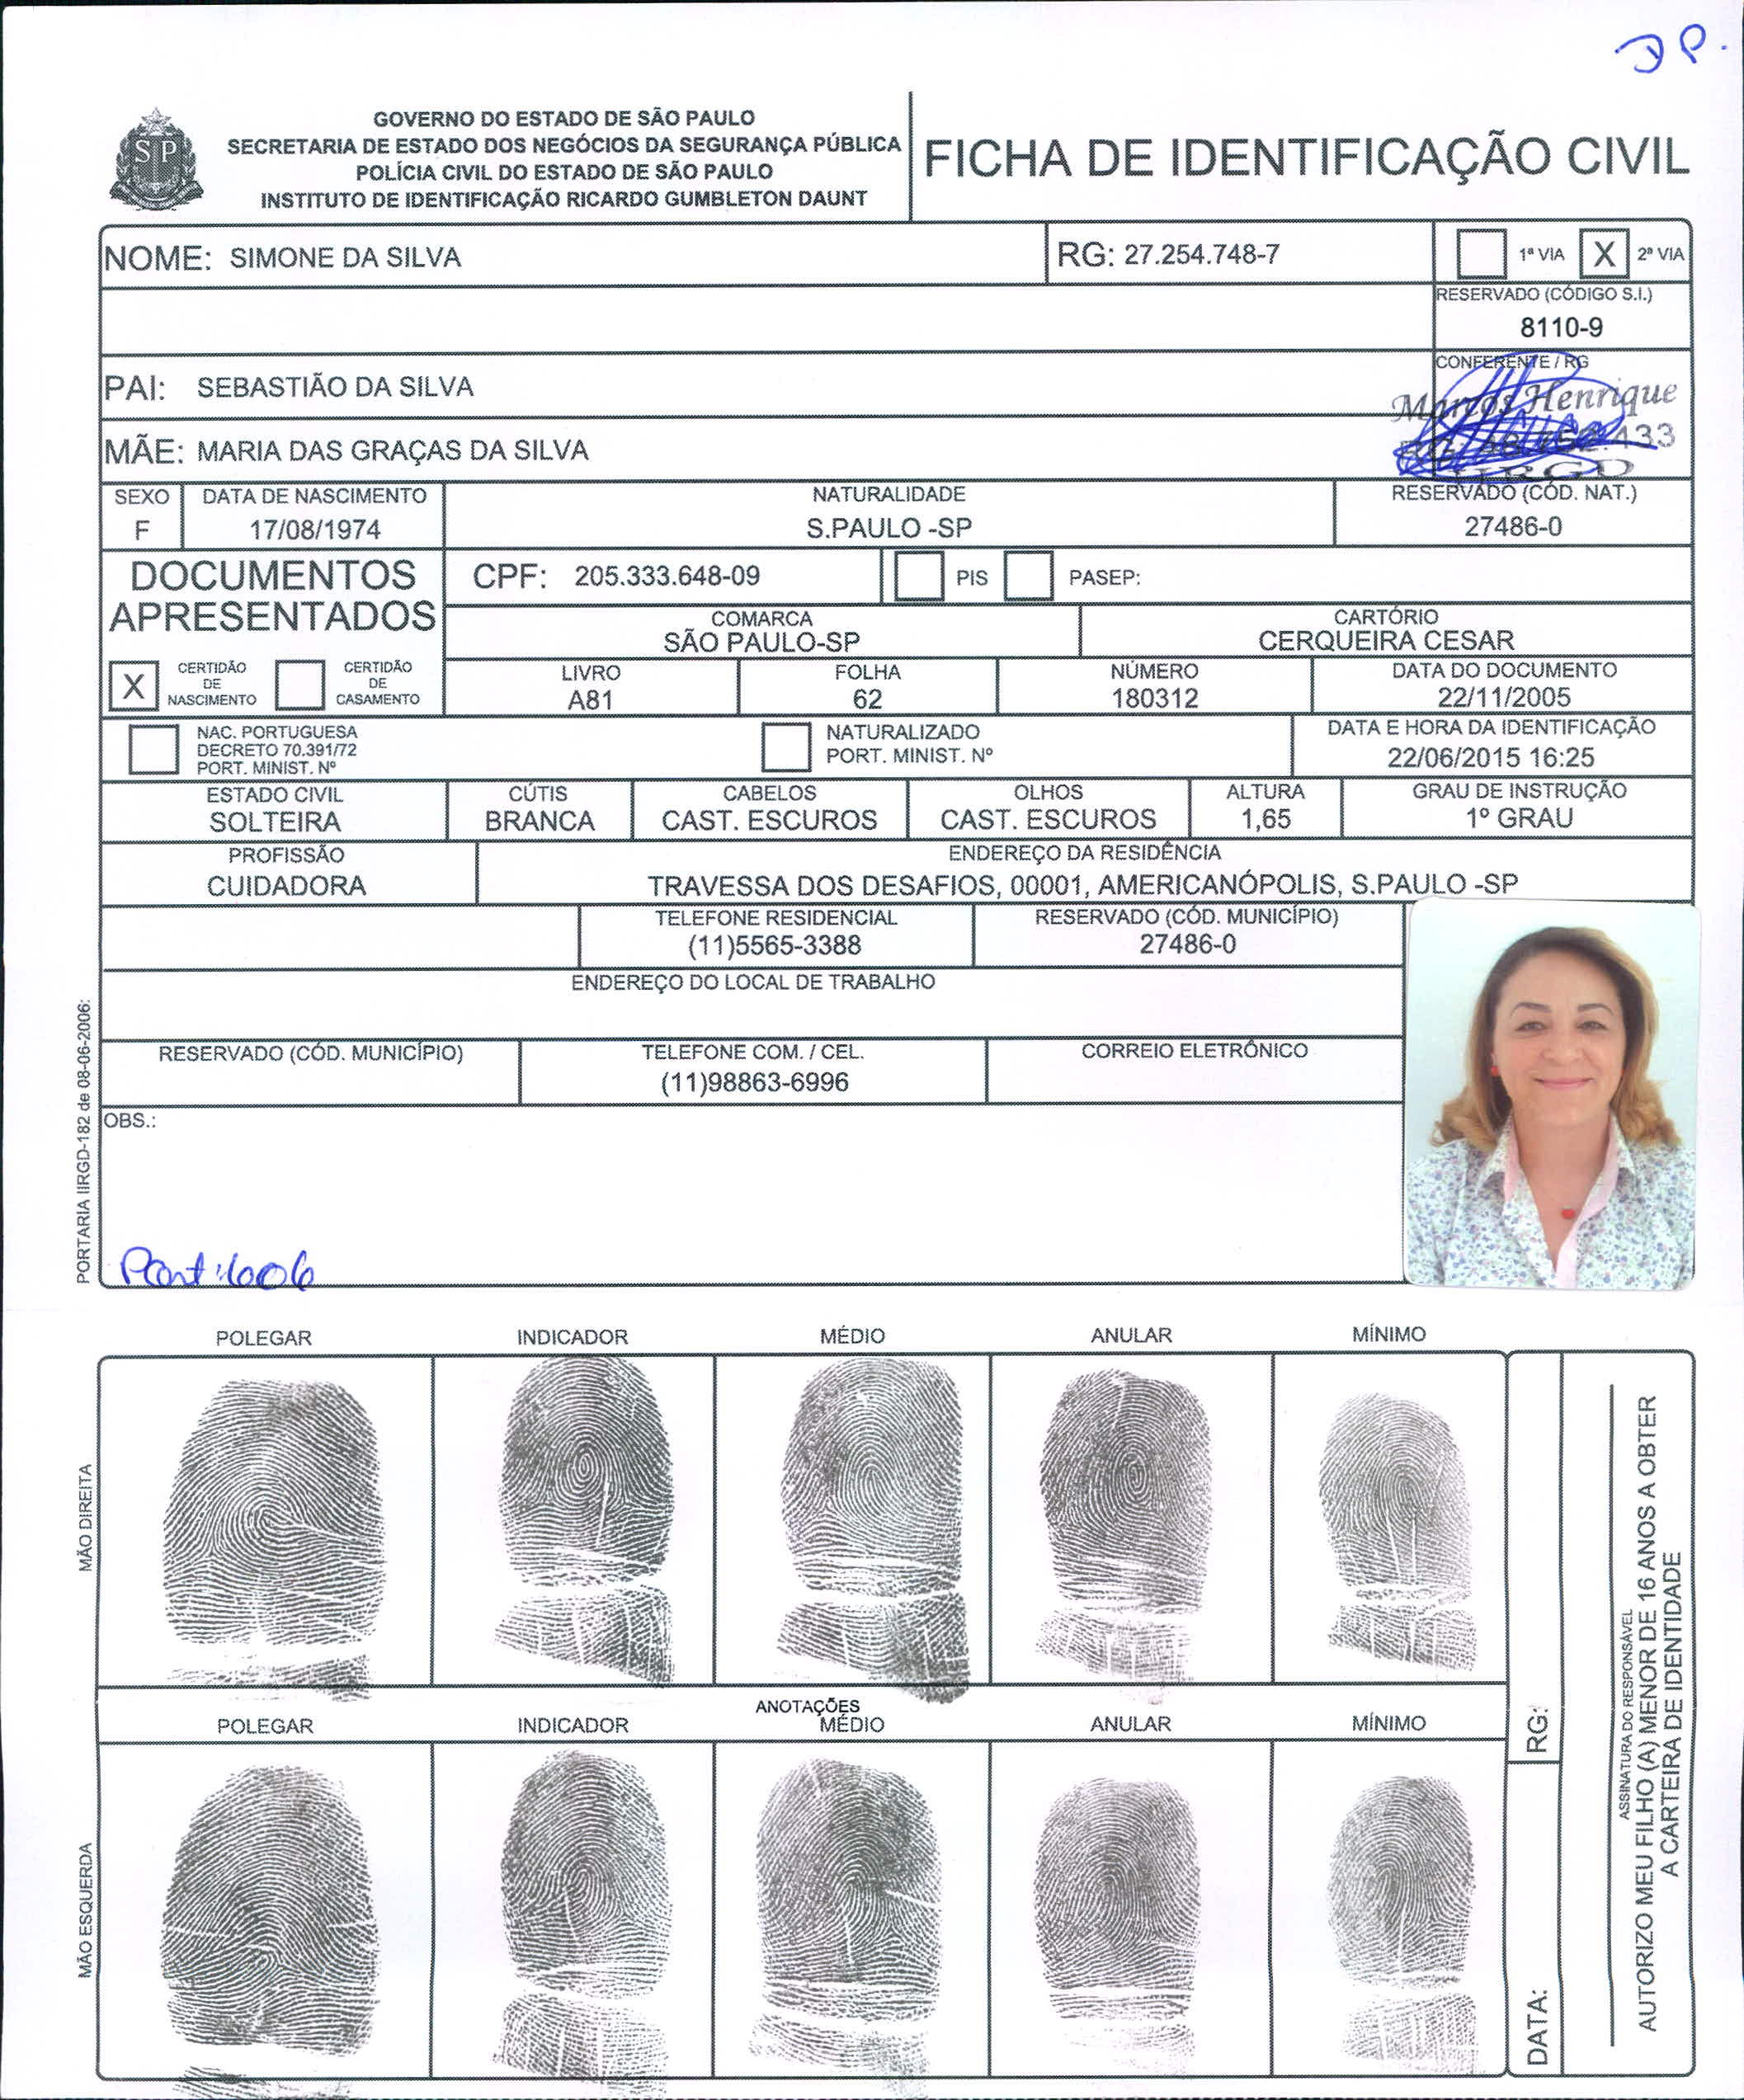 GOVERNO DO ESTADO DE SÃO PAULO
SECRETARIA DE ESTADO DOS NEGÓCIOS DA SEGURANÇA PÚBLICA
POLÍCIA CIVIL DO ESTADO DE SÃO PAULO
INSTITUTO DE IDENTIFICAÇÃO RICARDO GUMBLETON DAUNT
SP
FICHA DE IDENTIFICAÇÃO CIVIL
NOME: SIMONE DA SILVA
RG: 27.254.748-7
1ª VIA X 2ª VIA
RESERVADO (CÓDIGO S.I.)
8110-9
PAI: SEBASTIÃO DA SILVA
CONFERENTE / RG
Marcos Henrique
MÃE: MARIA DAS GRAÇAS DA SILVA
IIRGD
SEXO DATA DE NASCIMENTO NATURALIDADE RESERVADO (CÓD. NAT.)
F 17/08/1974 S.PAULO -SP 27486-0
DOCUMENTOS APRESENTADOS
CPF: 205.333.648-09 PIS PASEP:
COMARCA CARTÓRIO
SÃO PAULO-SP CERQUEIRA CESAR
X CERTIDÃO DE NASCIMENTO CERTIDÃO DE CASAMENTO
LIVRO FOLHA NÚMERO DATA DO DOCUMENTO
A81 62 180312 22/11/2005
NAC. PORTUGUESA
DECRETO 70.391/72
PORT. MINIST. Nº
NATURALIZADO
PORT. MINIST. Nº
DATA E HORA DA IDENTIFICAÇÃO
22/06/2015 16:25
ESTADO CIVIL CÚTIS CABELOS OLHOS ALTURA GRAU DE INSTRUÇÃO
SOLTEIRA BRANCA CAST. ESCUROS CAST. ESCUROS 1,65 1º GRAU
PROFISSÃO ENDEREÇO DA RESIDÊNCIA
CUIDADORA TRAVESSA DOS DESAFIOS, 00001, AMERICANÓPOLIS, S.PAULO -SP
TELEFONE RESIDENCIAL RESERVADO (CÓD. MUNICÍPIO)
(11)5565-3388 27486-0
ENDEREÇO DO LOCAL DE TRABALHO
RESERVADO (CÓD. MUNICÍPIO) TELEFONE COM. / CEL. CORREIO ELETRÔNICO
(11)98863-6996
OBS.:
PORTARIA IIRGD-182 de 08-06-2006:
POLEGAR INDICADOR MÉDIO ANULAR MÍNIMO
MÃO DIREITA
ANOTAÇÕES
POLEGAR INDICADOR MÉDIO ANULAR MÍNIMO
MÃO ESQUERDA
RG:
DATA:
ASSINATURA DO RESPONSÁVEL
AUTORIZO MEU FILHO (A) MENOR DE 16 ANOS A OBTER
A CARTEIRA DE IDENTIDADE